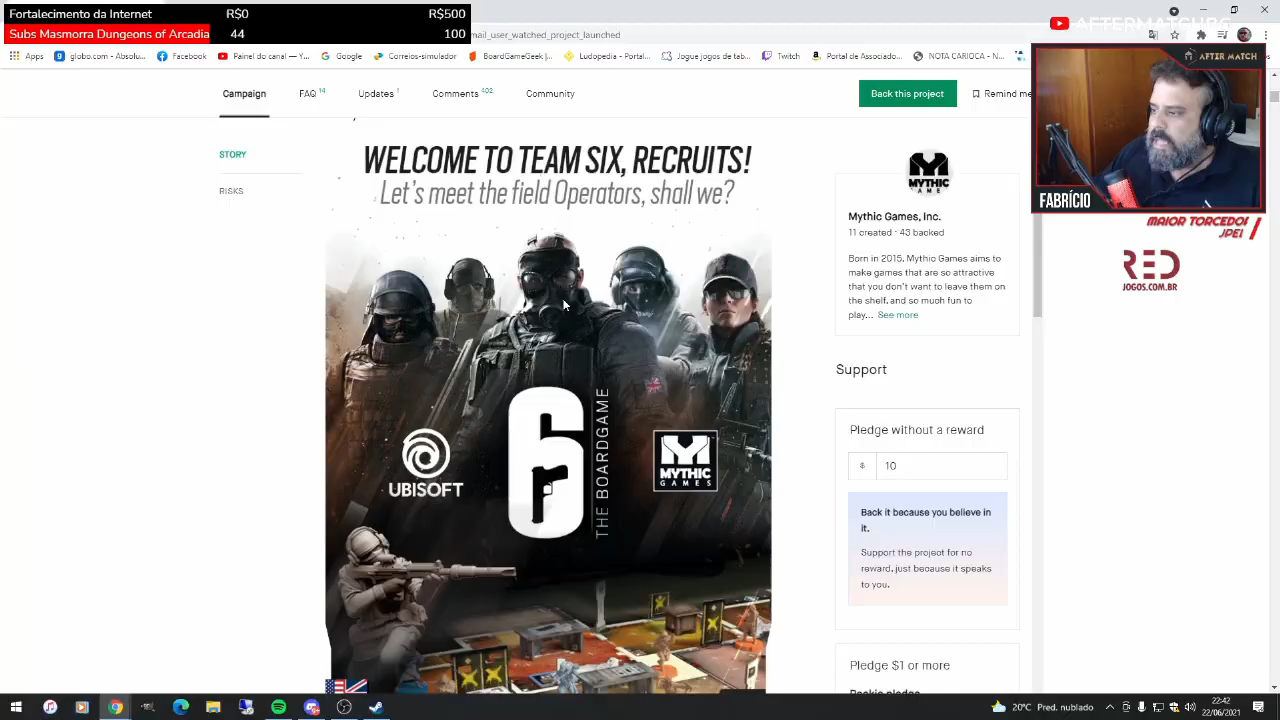 Fortalecimento da Internet R$0 R$500
Subs Masmorra Dungeons of Arcadia 44 100
mail_user_watched_project_launched
AFTERMATCHBG
Apps globo.com - Absolu... Facebook Painel do canal — Y... Google Correios-simulador Ludopedia - Portal... Jogue jogos de tab... Twitch Portal de Associado... NOTA CARIOCA – N...
AFTER MATCH
Campaign FAQ 14 Updates 1 Comments 402 Community Back this project Remind me
STORY
RISKS
WELCOME TO TEAM SIX, RECRUITS!
Let's meet the field Operators, shall we?
MYTHIC
GAMES
FABRÍCIO
MAIOR TORCEDOR
JPE1
RED
JOGOS.COM.BR
Mythic Games, Inc.
11 created · 43 backed
Born in 2015, Mythic Games aims to
make games that are so attractive
that you don't want to leave them on
the shelf, and so much fun to
play... See more
Support
6 THE BOARDGAME
UBISOFT
MYTHIC
GAMES
Pledge without a reward
$ 10
Back it because you believe in
it.
Support the project for no
reward, just because it speaks
to you.
Pledge $1 or more
Rookie pledge
20°C Pred. nublado
22:42
22/06/2021